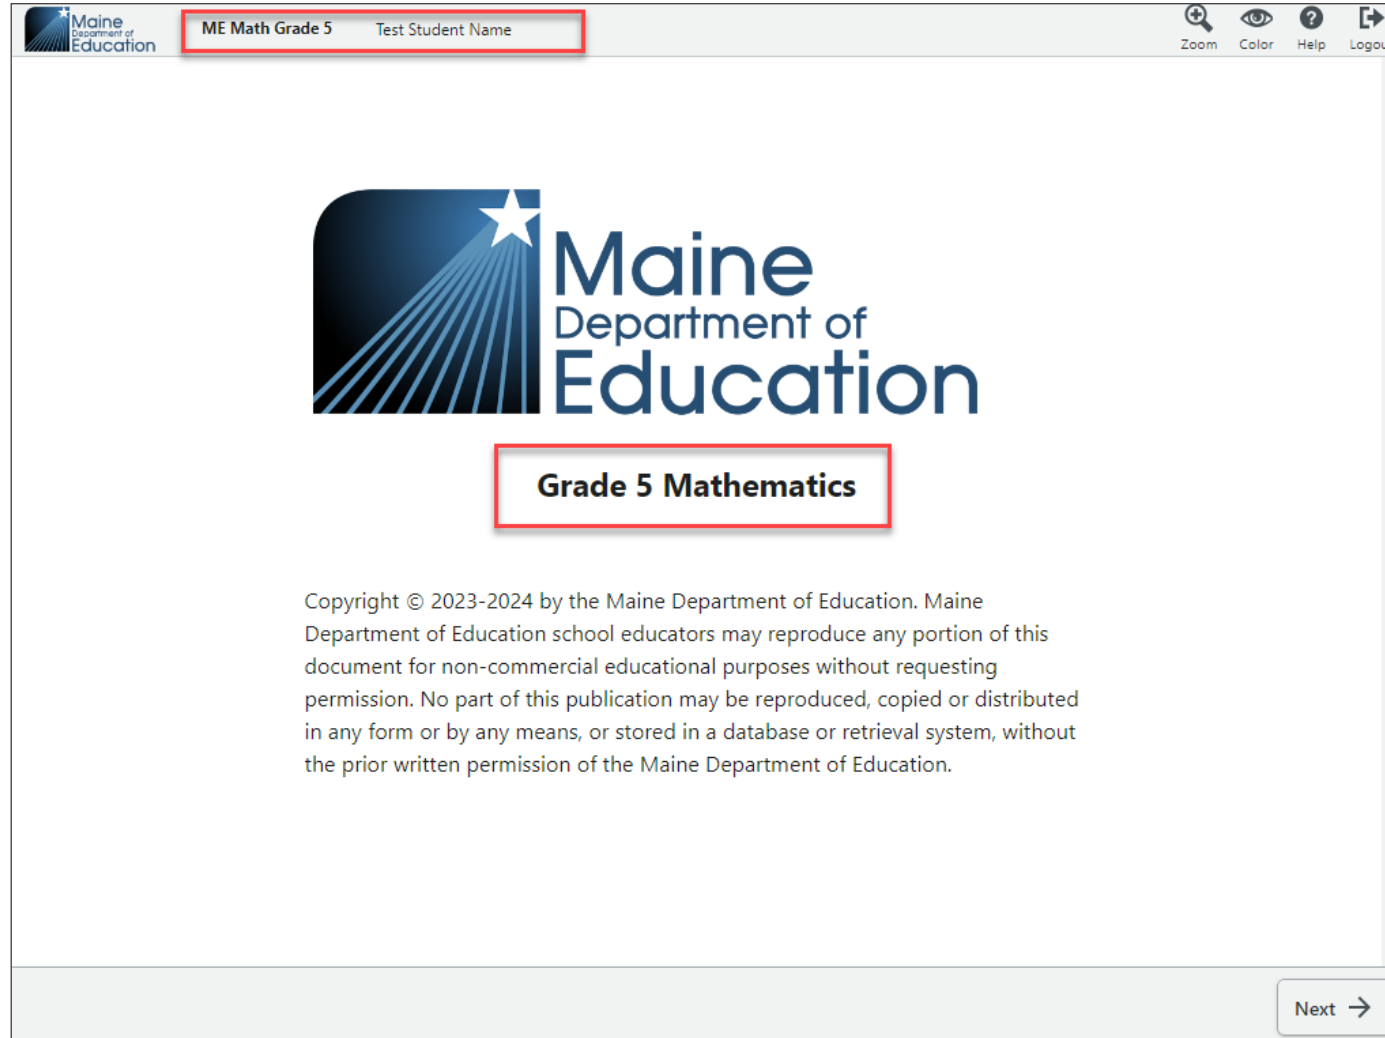 Maine
Department of
Education
ME Math Grade 5 Test Student Name
Zoom Color Help Logou
Maine
Department of
Education
Grade 5 Mathematics
Copyright © 2023-2024 by the Maine Department of Education. Maine
Department of Education school educators may reproduce any portion of this
document for non-commercial educational purposes without requesting
permission. No part of this publication may be reproduced, copied or distributed
in any form or by any means, or stored in a database or retrieval system, without
the prior written permission of the Maine Department of Education.
Next